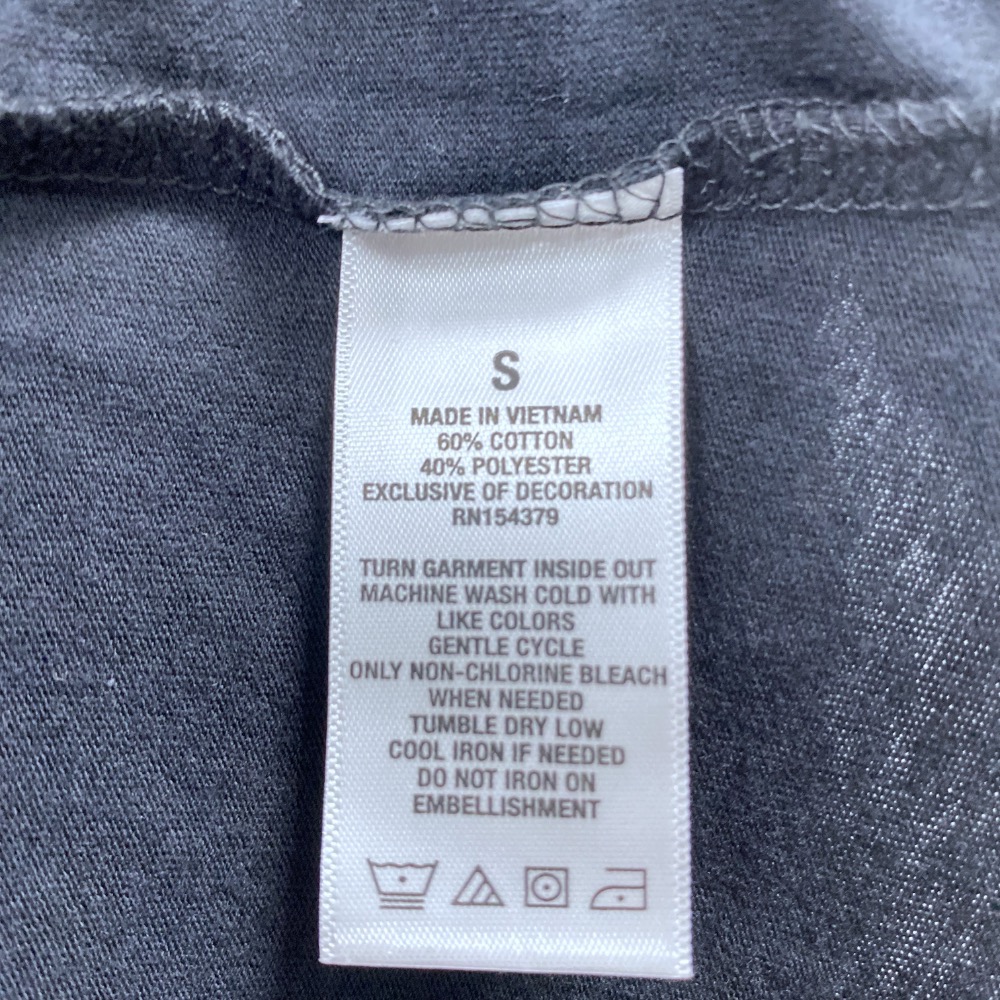 S
MADE IN VIETNAM
60% COTTON
40% POLYESTER
EXCLUSIVE OF DECORATION
RN154379
TURN GARMENT INSIDE OUT
MACHINE WASH COLD WITH
LIKE COLORS
GENTLE CYCLE
ONLY NON-CHLORINE BLEACH
WHEN NEEDED
TUMBLE DRY LOW
COOL IRON IF NEEDED
DO NOT IRON ON
EMBELLISHMENT